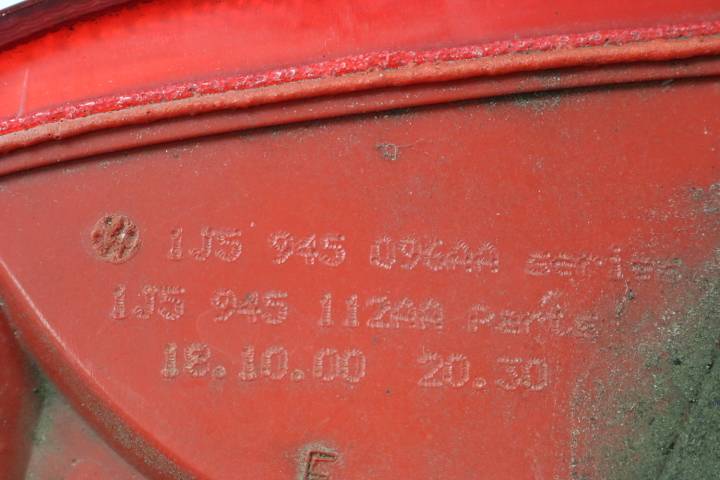 1J5 945 096AA series
1J5 945 112AA Parts
18.10.00 20.30
F